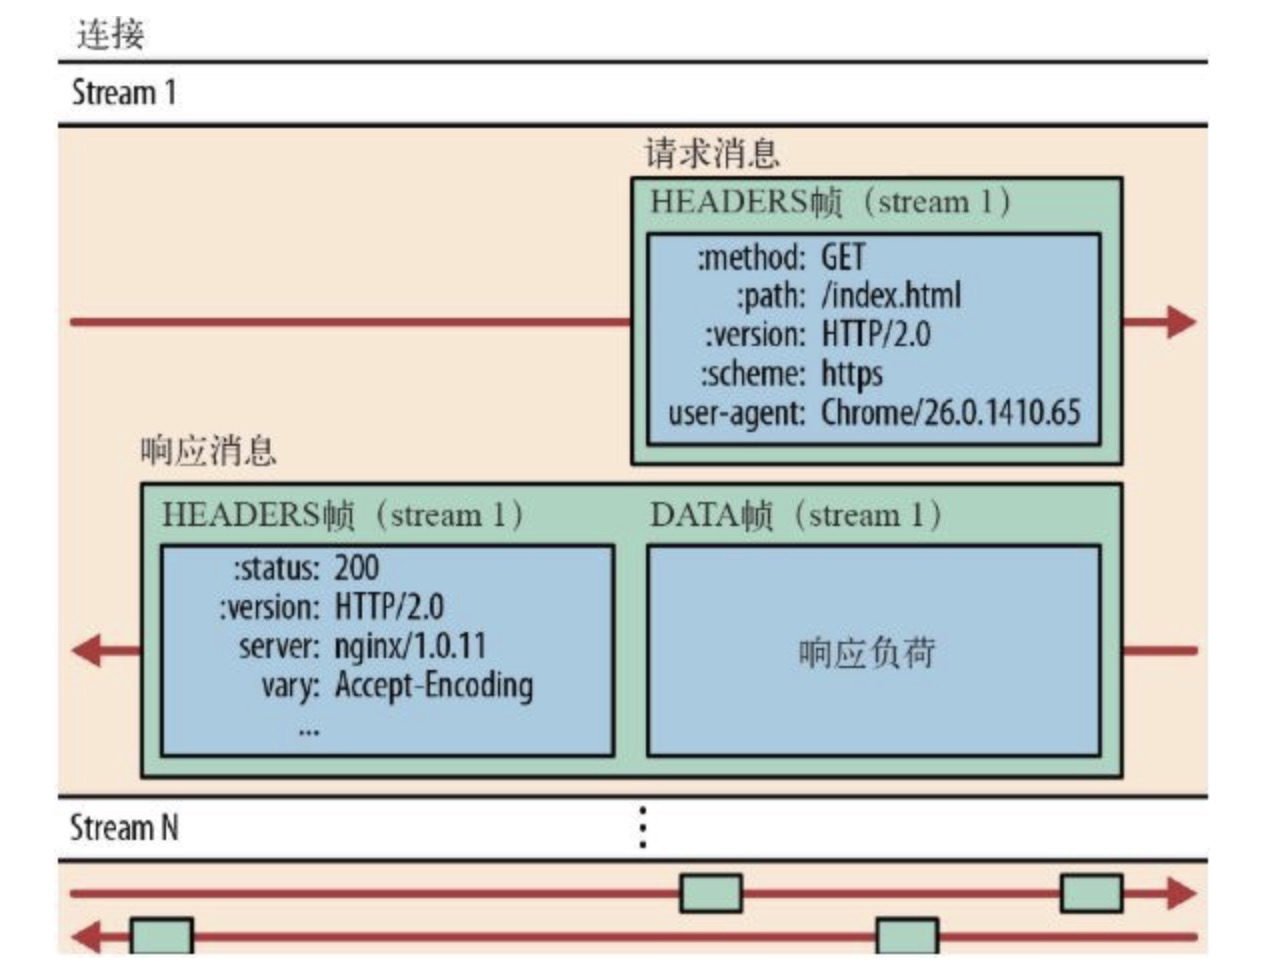 连接
Stream 1
请求消息
HEADERS帧（stream 1）
:method: GET
:path: /index.html
:version: HTTP/2.0
:scheme: https
user-agent: Chrome/26.0.1410.65
响应消息
HEADERS帧（stream 1）
:status: 200
:version: HTTP/2.0
server: nginx/1.0.11
vary: Accept-Encoding
...
DATA帧（stream 1）
响应负荷
Stream N
⋮